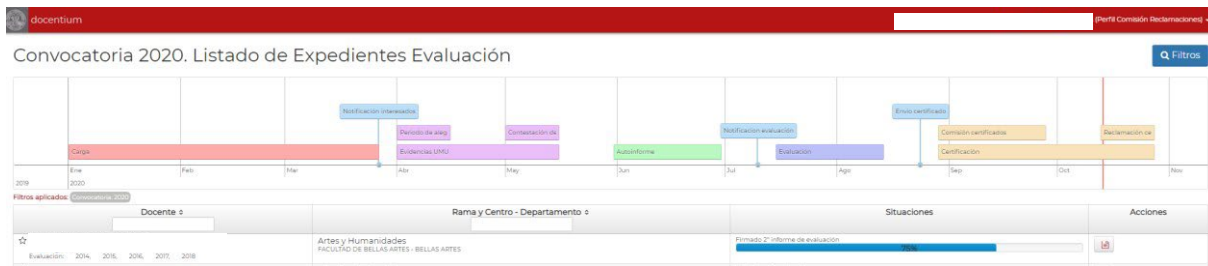 docentium
(Perfil Comisión Reclamaciones)
Convocatoria 2020. Listado de Expedientes Evaluación
Filtros
Notificación interesados
Envío certificado
Periodo de aleg
Contestación de
Notificacion evaluación
Comisión certificados
Reclamación ce
Carga
Evidencias UMU
Autoinforme
Evaluacion
Certificación
Ene
Feb
Mar
Abr
May
Jun
Jul
Ago
Sep
Oct
Nov
2019
2020
Filtros aplicados: Convocatoria 2020
Docente
Rama y Centro - Departamento
Situaciones
Acciones
Artes y Humanidades
FACULTAD DE BELLAS ARTES - BELLAS ARTES
Firmado 2º informe de evaluación
75%
Evaluación: 2014, 2015, 2016, 2017, 2018